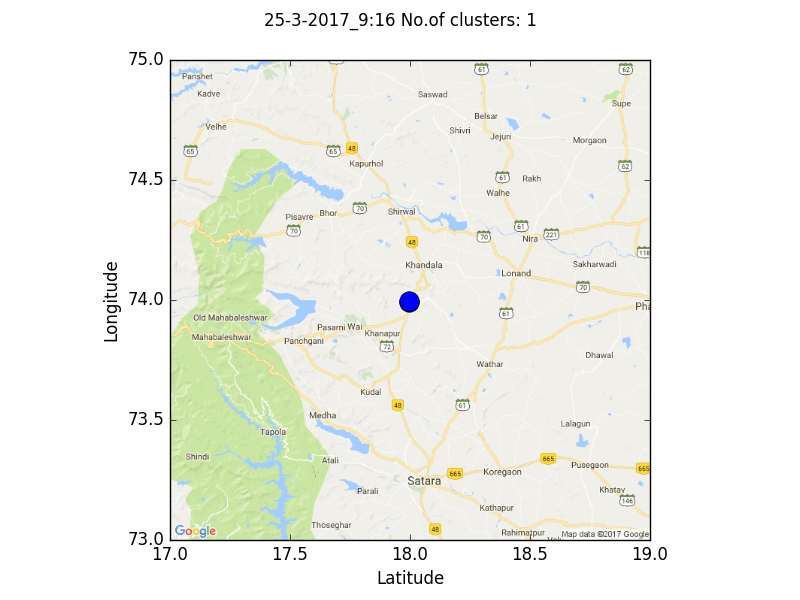 25-3-2017_9:16 No.of clusters: 1
75.0
74.5
74.0
73.5
73.0
Longitude
17.0 17.5 18.0 18.5 19.0
Latitude
61
62
Panshet
Kadve
Saswad
Supe
Belsar
Velhe
Shivri
Jejuri
Morgaon
65
65
48
Kapurhol
62
61
Rakh
Walhe
Pisavre
Bhor
70
Shirwal
70
48
70
61
Nira
221
118
Khandala
Lonand
Sakharwadi
70
Old Mahabaleshwar
Mahabaleshwar
Pasarni
Wai
Khanapur
Panchgani
72
61
Pha
Dhawal
Wathar
Kudal
48
61
Medha
Tapola
Lalagun
Shindi
Atali
Satara
665
Koregaon
665
Pusegaon
665
Parali
Khatav
146
Kathapur
Thoseghar
48
Rahimatpur
Google
Map data ©2017 Google